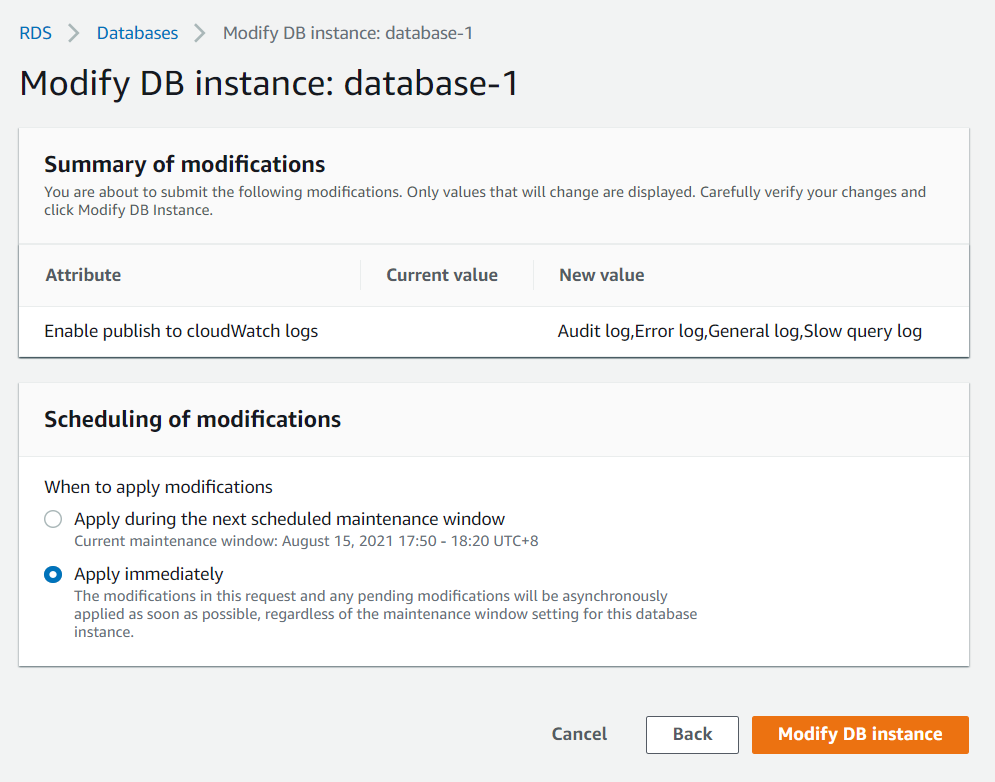 RDS > Databases > Modify DB instance: database-1
Modify DB instance: database-1
Summary of modifications
You are about to submit the following modifications. Only values that will change are displayed. Carefully verify your changes and
click Modify DB Instance.
Attribute Current value New value
Enable publish to cloudWatch logs Audit log,Error log,General log,Slow query log
Scheduling of modifications
When to apply modifications
Apply during the next scheduled maintenance window
Current maintenance window: August 15, 2021 17:50 - 18:20 UTC+8
Apply immediately
The modifications in this request and any pending modifications will be asynchronously
applied as soon as possible, regardless of the maintenance window setting for this database
instance.
Cancel Back Modify DB instance